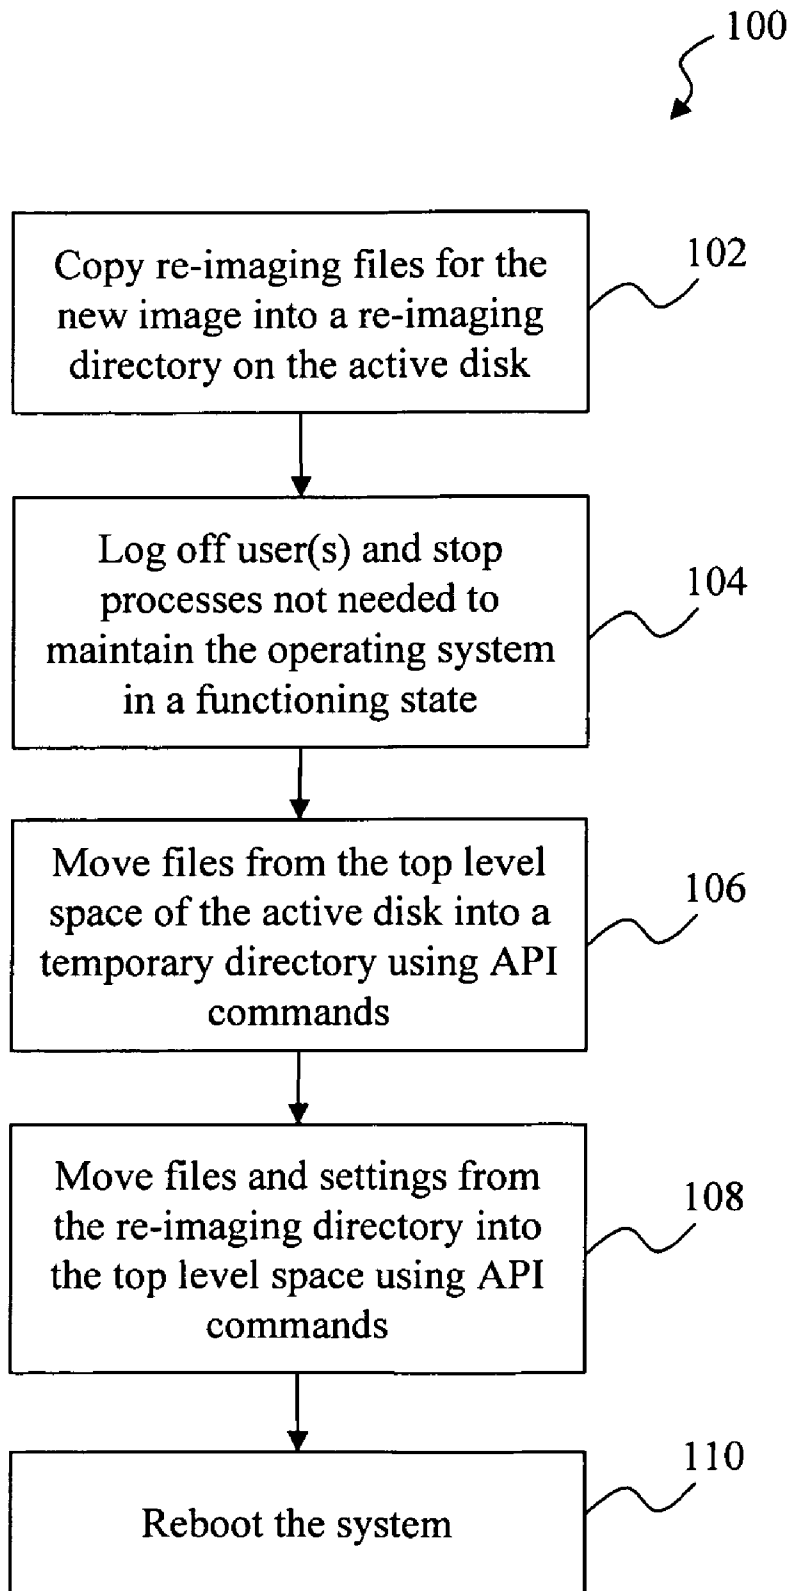 100
Copy re-imaging files for the
new image into a re-imaging
directory on the active disk
102
Log off user(s) and stop
processes not needed to
maintain the operating system
in a functioning state
104
Move files from the top level
space of the active disk into a
temporary directory using API
commands
106
Move files and settings from
the re-imaging directory into
the top level space using API
commands
108
Reboot the system
110